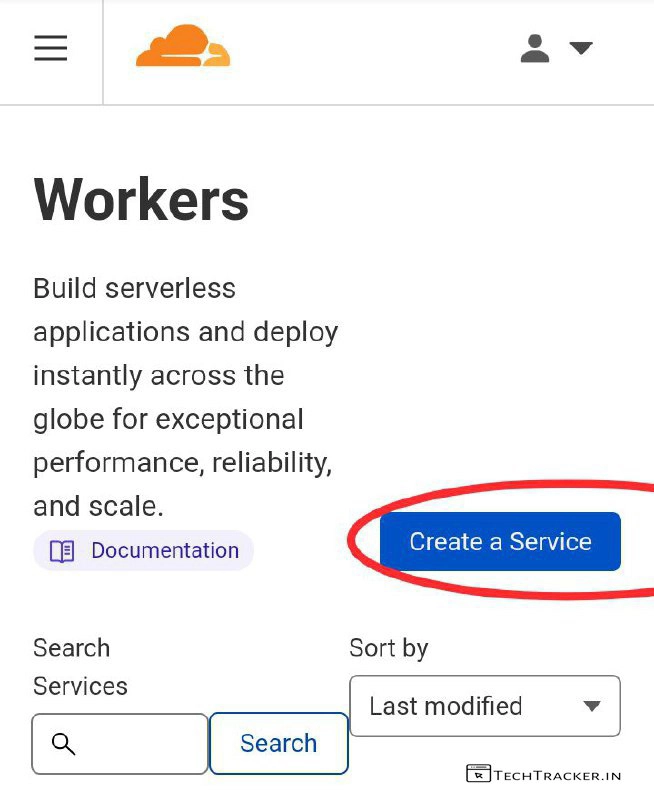 Workers
Build serverless
applications and deploy
instantly across the
globe for exceptional
performance, reliability,
and scale.
Documentation
Create a Service
Search
Services
Sort by
Last modified
Search
TECHTRACKER.IN